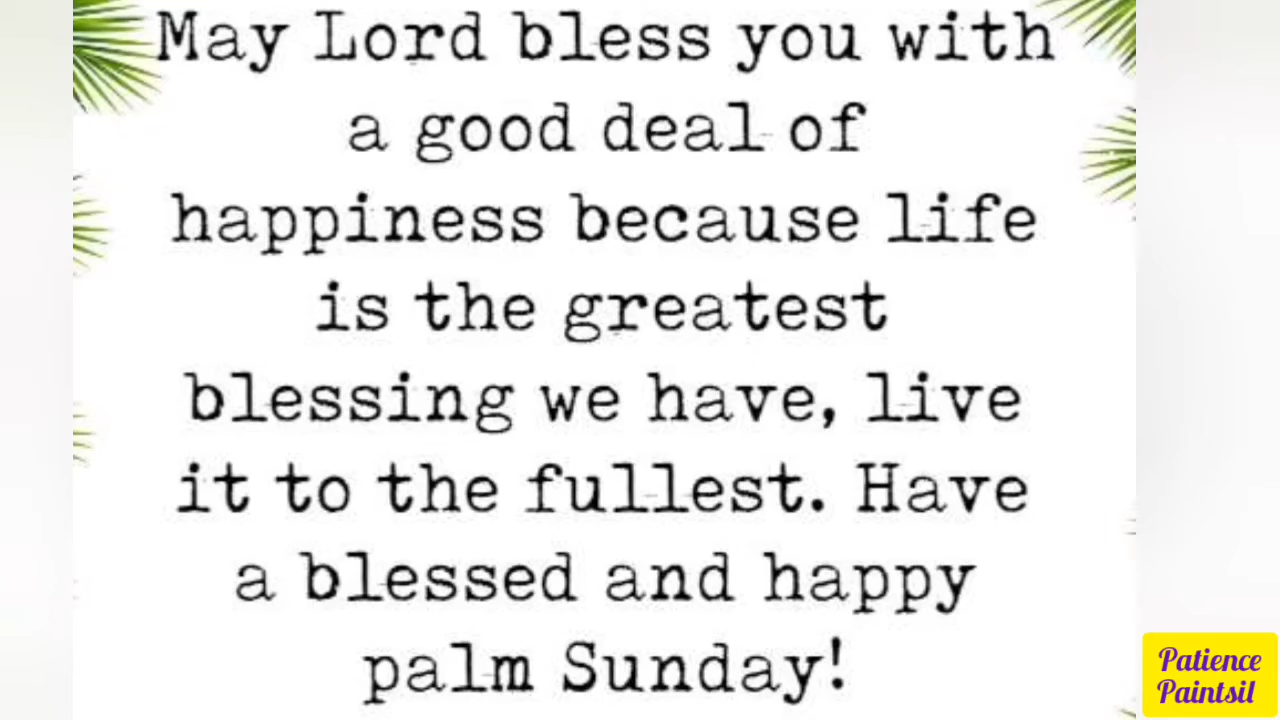 May Lord bless you with
a good deal of
happiness because life
is the greatest
blessing we have, live
it to the fullest. Have
a blessed and happy
palm Sunday!
Patience
Paintsil